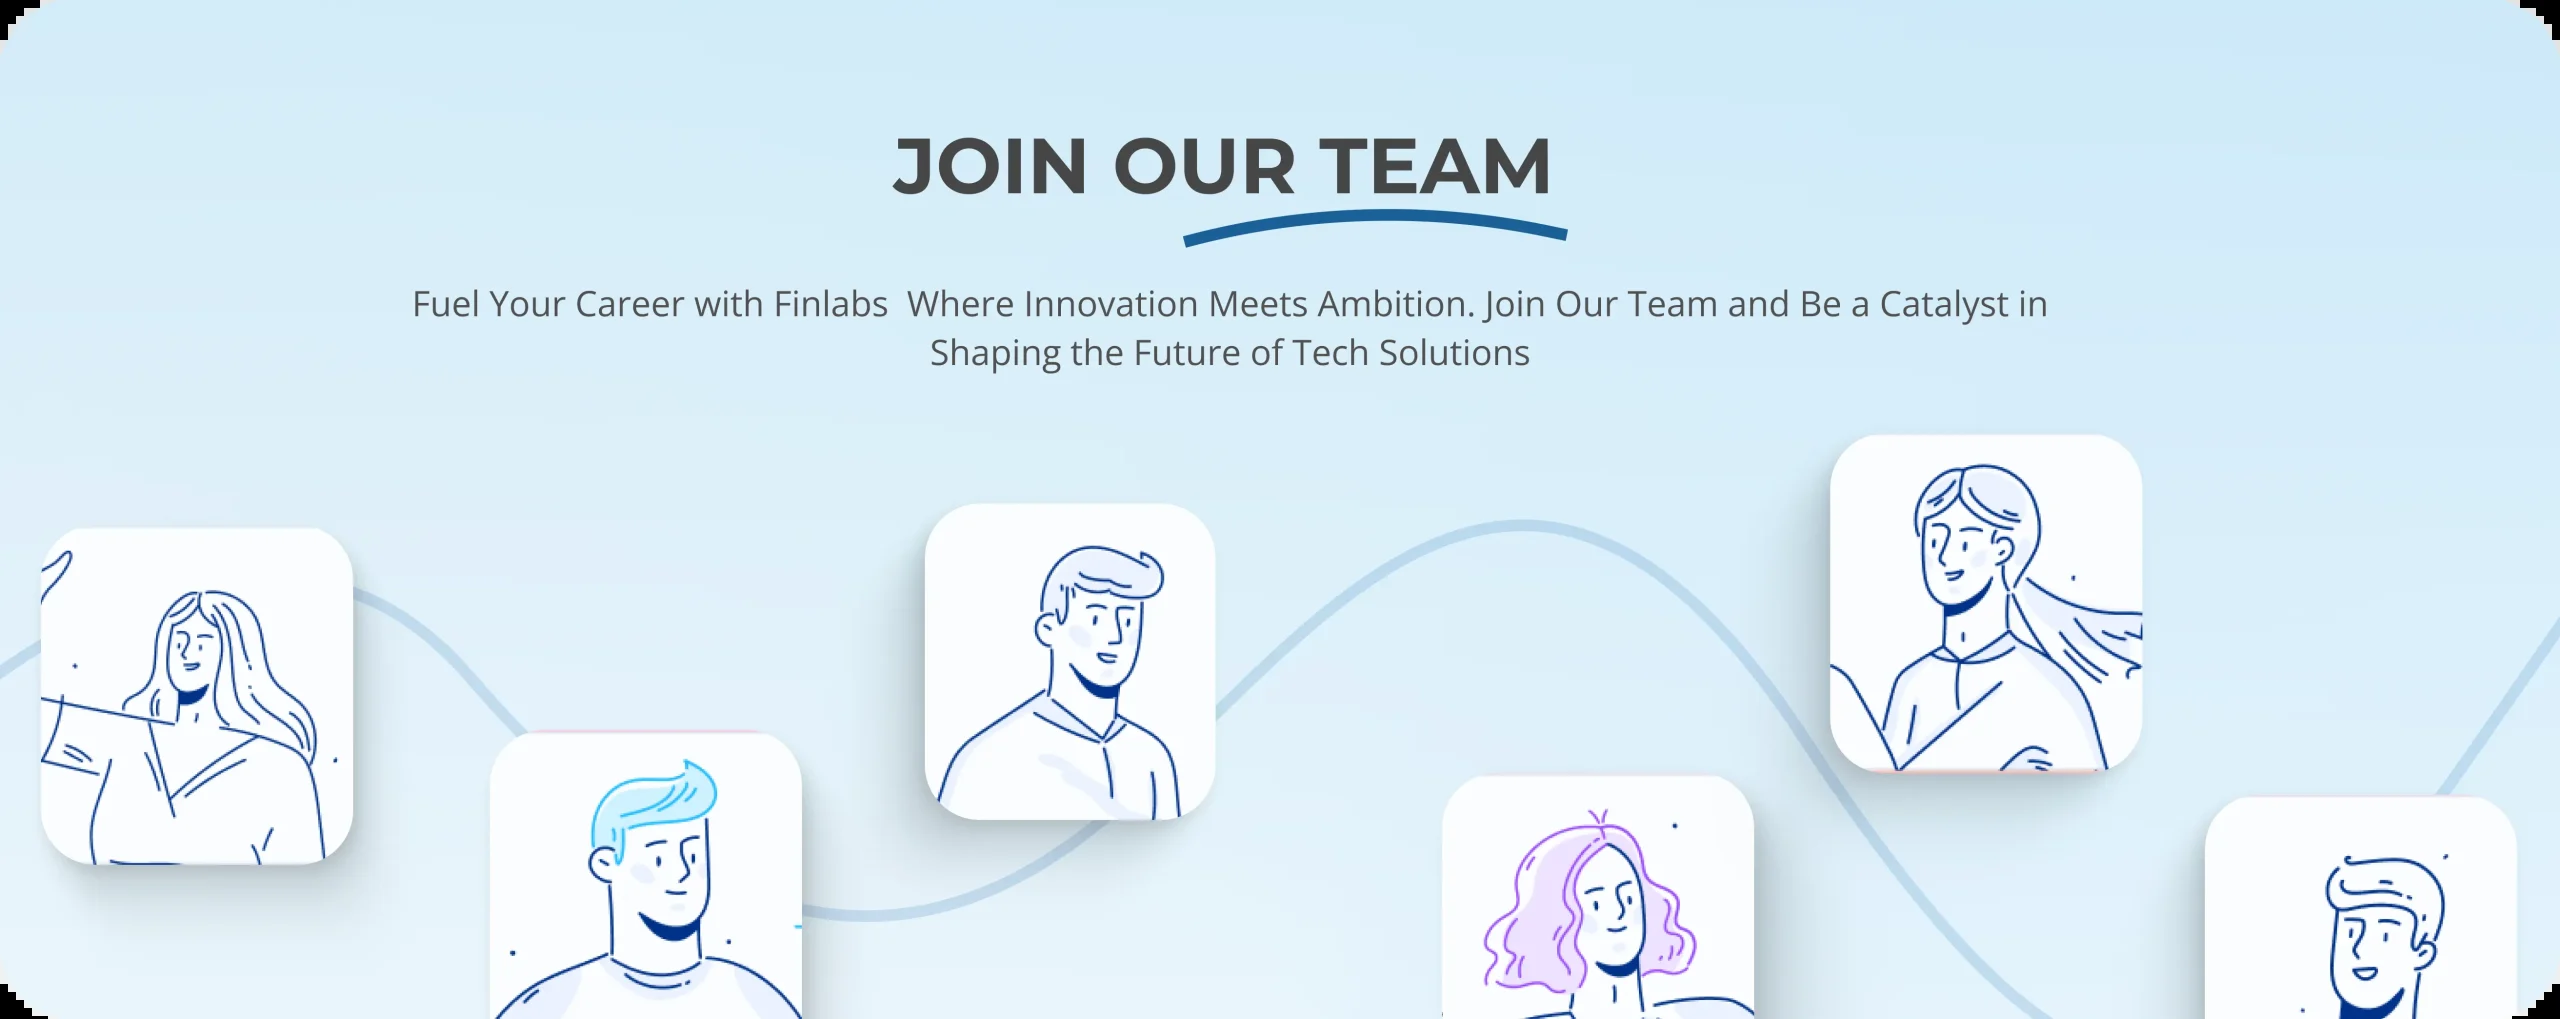 JOIN OUR TEAM
Fuel Your Career with Finlabs  Where Innovation Meets Ambition. Join Our Team and Be a Catalyst in
Shaping the Future of Tech Solutions